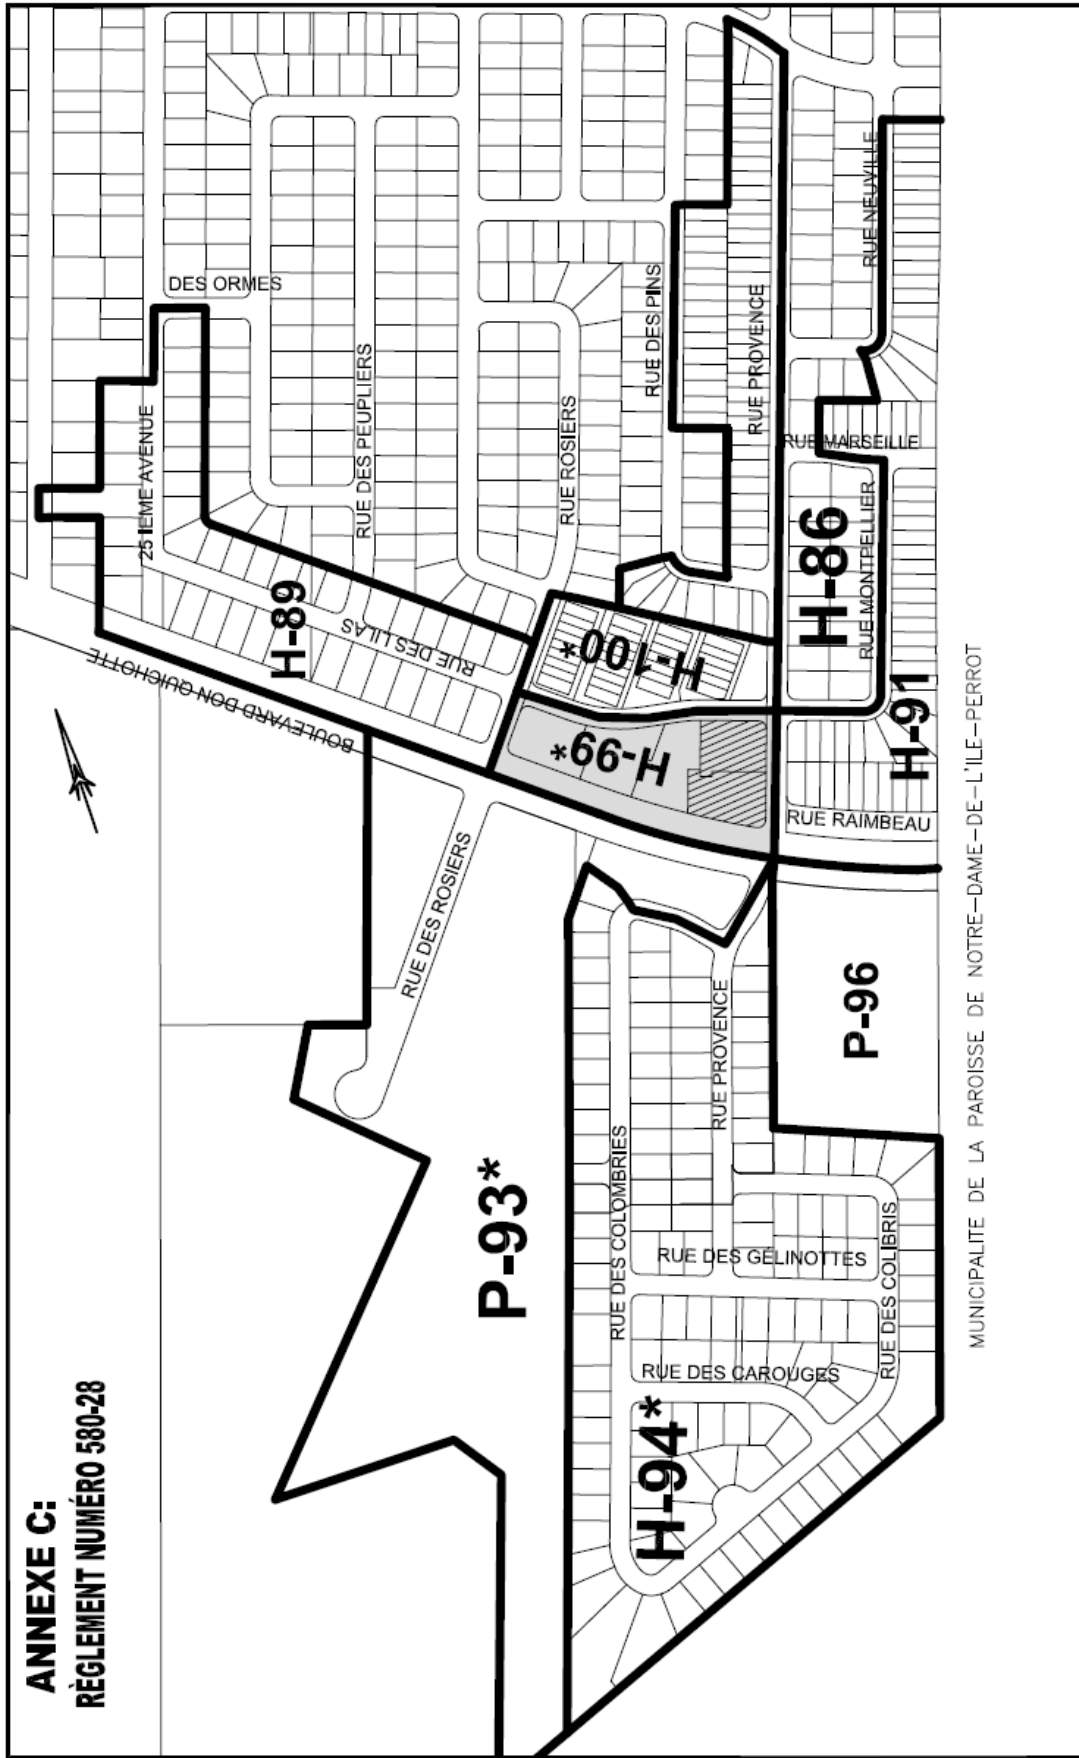 ANNEXE C:
RÈGLEMENT NUMÉRO 580-28
DES ORMES
25 IEME AVENUE
RUE DES PEUPLIERS
RUE ROSIERS
RUE DES PINS
RUE PROVENCE
RUE NEUVILLE
RUE MARSEILLE
H-89
RUE DES LILAS
BOULEVARD DON QUICHOTTE
H-100*
H-86
RUE MONTPELLIER
H-99*
H-91
RUE RAIMBEAU
RUE DES ROSIERS
P-96
RUE PROVENCE
P-93*
RUE DES COLOMBRIES
RUE DES GÉLINOTTES
RUE DES COLIBRIS
RUE DES CAROUGES
H-94*
MUNICIPALITE DE LA PAROISSE DE NOTRE-DAME-DE-L'ILE-PERROT